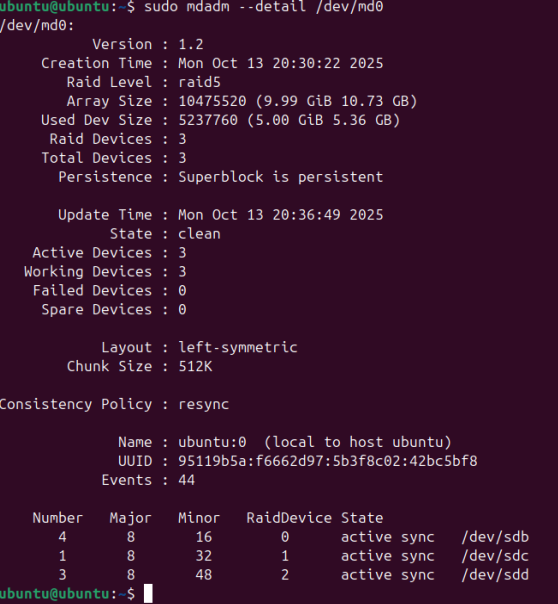 ubuntu@ubuntu:~$ sudo mdadm --detail /dev/md0
/dev/md0:
Version : 1.2
Creation Time : Mon Oct 13 20:30:22 2025
Raid Level : raid5
Array Size : 10475520 (9.99 GiB 10.73 GB)
Used Dev Size : 5237760 (5.00 GiB 5.36 GB)
Raid Devices : 3
Total Devices : 3
Persistence : Superblock is persistent
Update Time : Mon Oct 13 20:36:49 2025
State : clean
Active Devices : 3
Working Devices : 3
Failed Devices : 0
Spare Devices : 0
Layout : left-symmetric
Chunk Size : 512K
Consistency Policy : resync
Name : ubuntu:0  (local to host ubuntu)
UUID : 95119b5a:f6662d97:5b3f8c02:42bc5bf8
Events : 44
Number   Major   Minor   RaidDevice State
4       8       16        0      active sync   /dev/sdb
1       8       32        1      active sync   /dev/sdc
3       8       48        2      active sync   /dev/sdd
ubuntu@ubuntu:~$